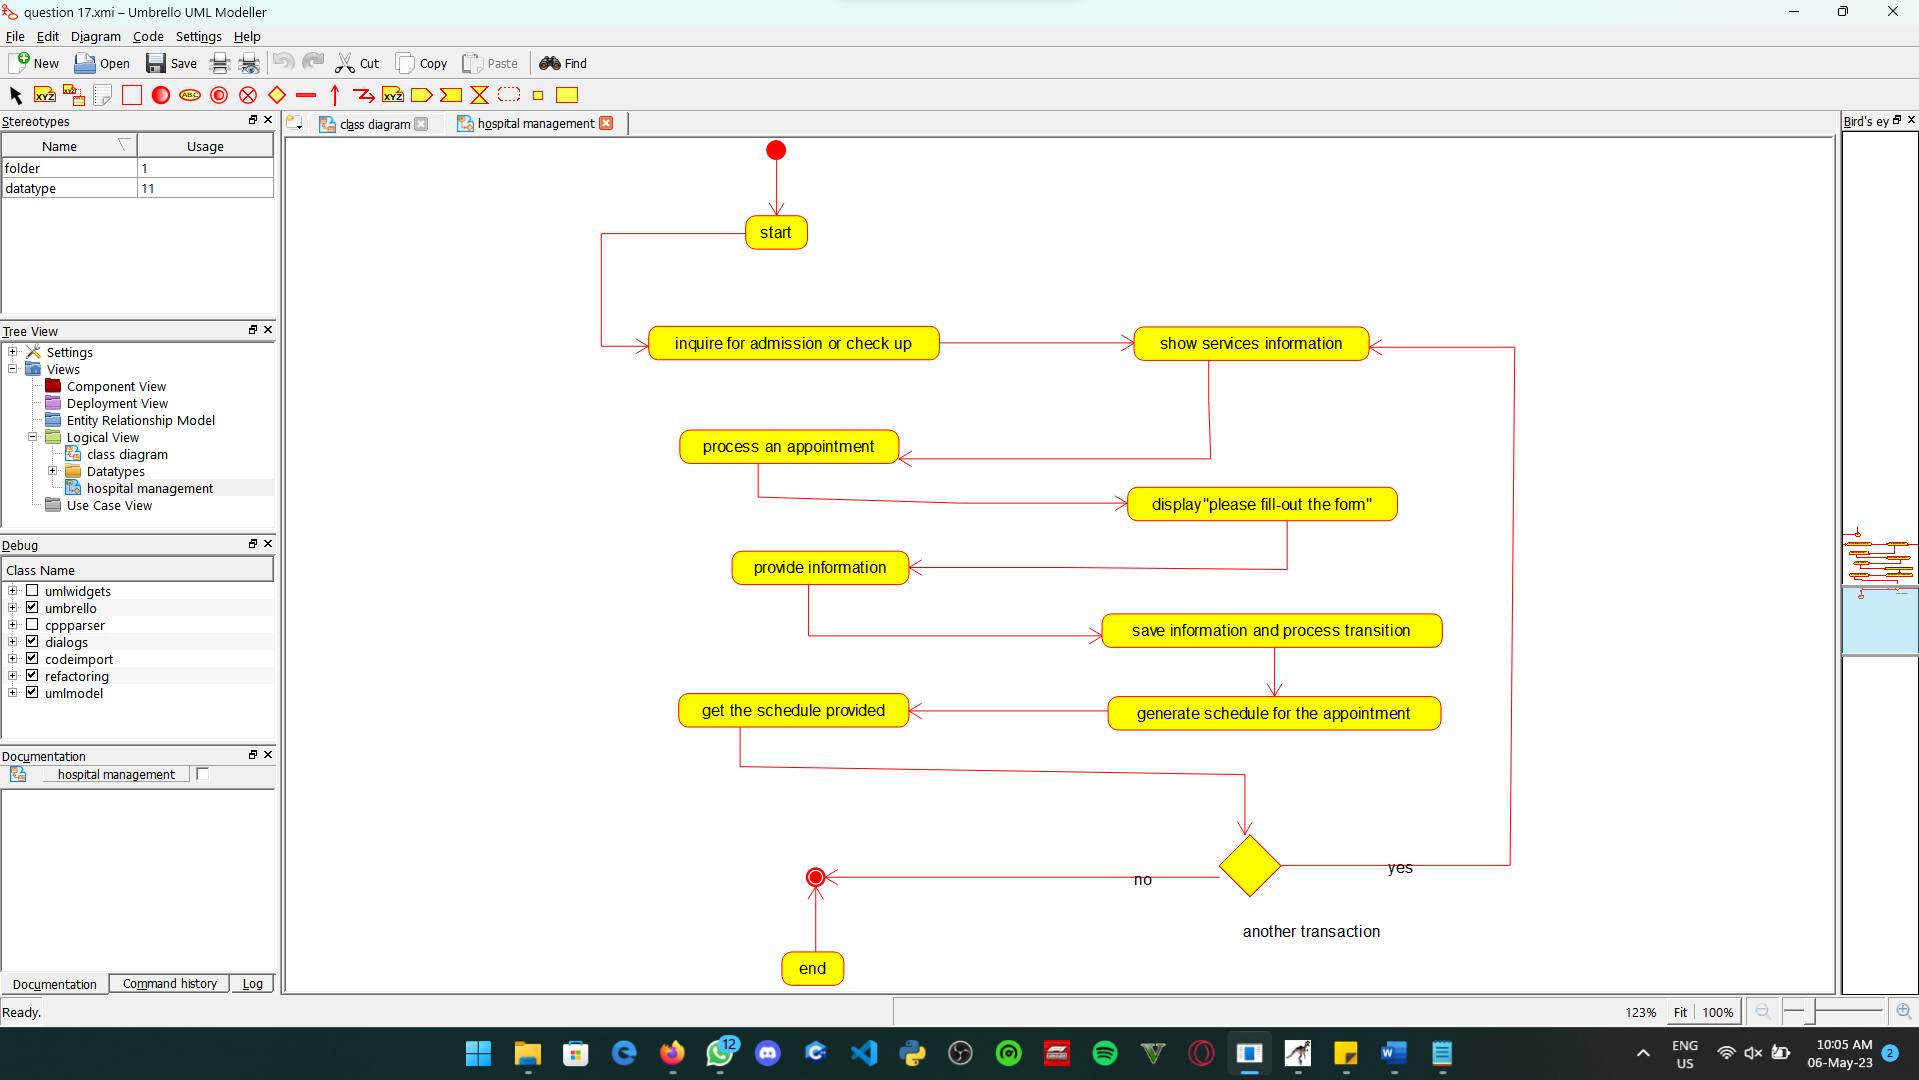 question 17.xmi – Umbrello UML Modeller
File Edit Diagram Code Settings Help
New Open Save Cut Copy Paste Find
XYZ XYZ ABC XYZ
Stereotypes
class diagram hospital management
Bird's ey
Name Usage
folder 1
datatype 11
Tree View
Settings
Views
Component View
Deployment View
Entity Relationship Model
Logical View
class diagram
Datatypes
hospital management
Use Case View
Debug
Class Name
umlwidgets
umbrello
cppparser
dialogs
codeimport
refactoring
umlmodel
Documentation
hospital management
Documentation Command history Log
start
inquire for admission or check up
show services information
process an appointment
display"please fill-out the form"
provide information
save information and process transition
get the schedule provided
generate schedule for the appointment
yes
no
another transaction
end
Ready.
123% Fit 100%
12
ENG
US
10:05 AM
06-May-23
2